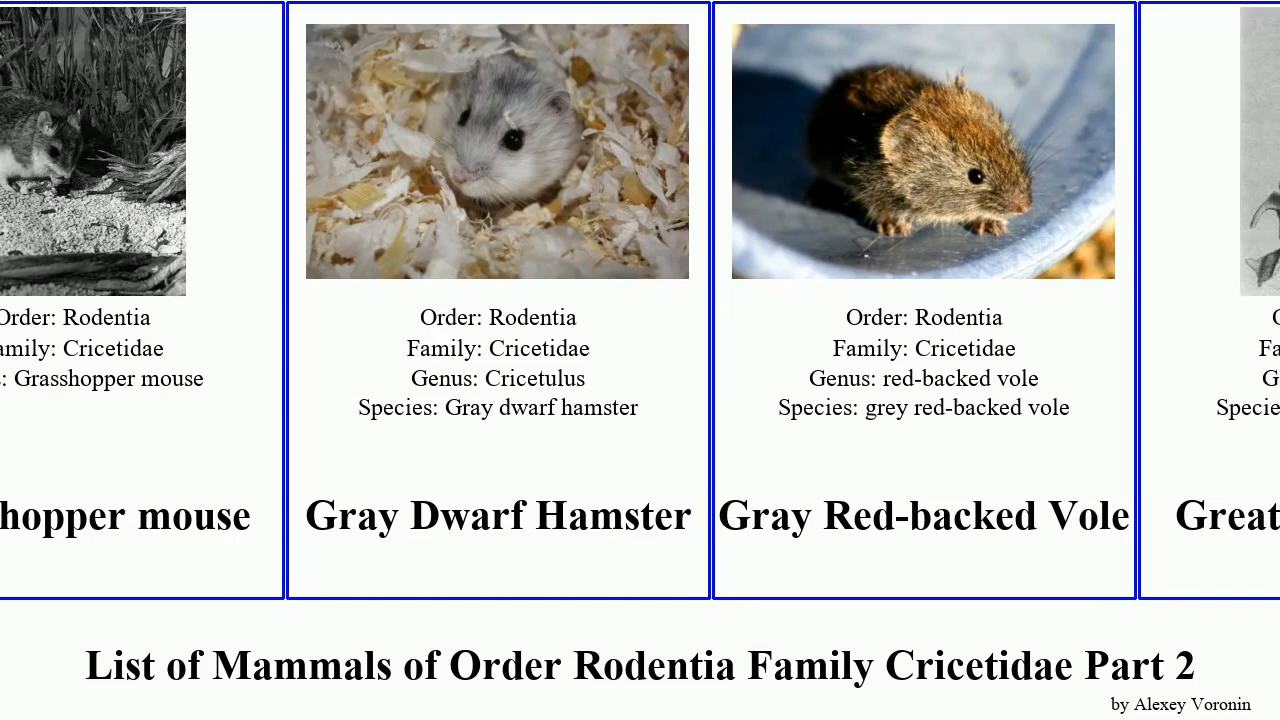 Order: Rodentia
Family: Cricetidae
Grasshopper mouse
hopper mouse
Order: Rodentia
Family: Cricetidae
Genus: Cricetulus
Species: Gray dwarf hamster
Gray Dwarf Hamster
Order: Rodentia
Family: Cricetidae
Genus: red-backed vole
Species: grey red-backed vole
Gray Red-backed Vole
Great
List of Mammals of Order Rodentia Family Cricetidae Part 2
by Alexey Voronin